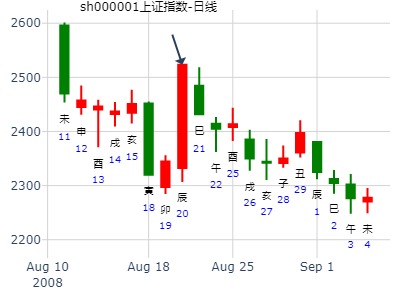 sh000001上证指数-日线
2600
2500
2400
2300
2200
未
11
申
12
酉
13
戌
14
亥
15
寅
18
卯
19
辰
20
巳
21
午
22
酉
25
戌
26
亥
27
子
28
丑
29
辰
1
巳
2
午
3
未
4
Aug 10
2008
Aug 18
Aug 25
Sep 1